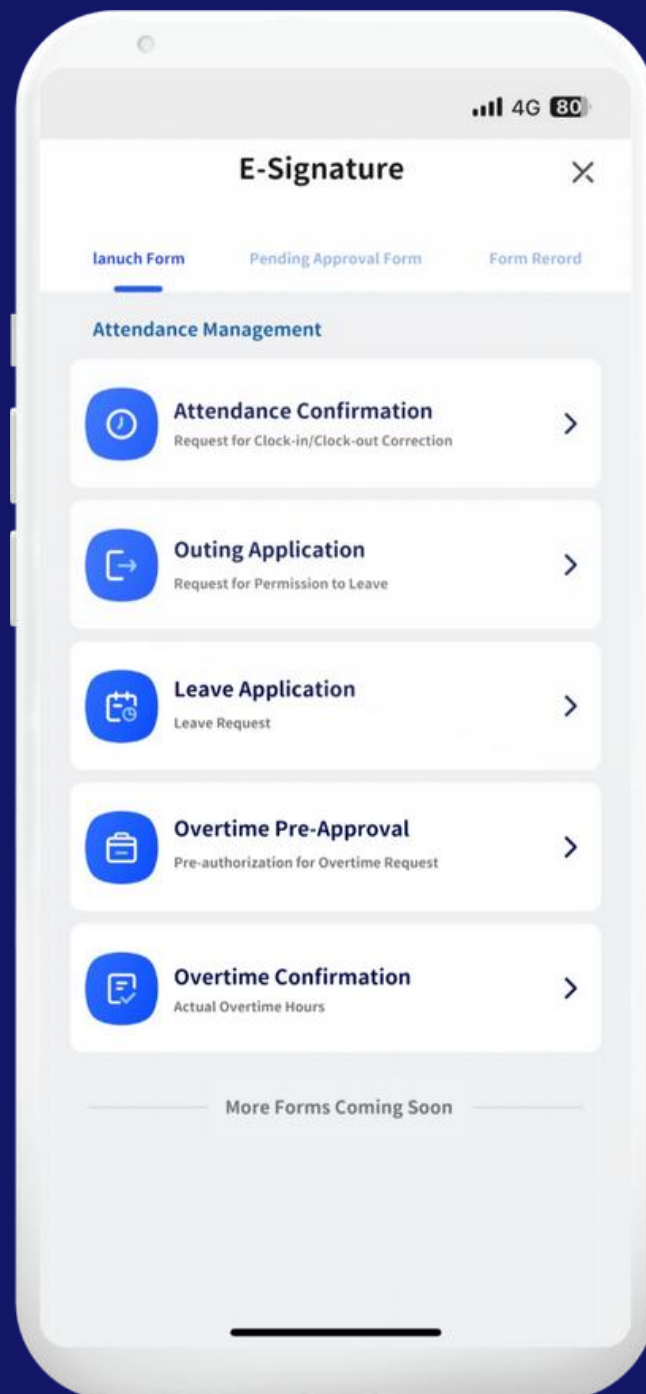 4G 80
E-Signature
lanuch Form Pending Approval Form Form Rerord
Attendance Management
Attendance Confirmation
Request for Clock-in/Clock-out Correction
Outing Application
Request for Permission to Leave
Leave Application
Leave Request
Overtime Pre-Approval
Pre-authorization for Overtime Request
Overtime Confirmation
Actual Overtime Hours
More Forms Coming Soon